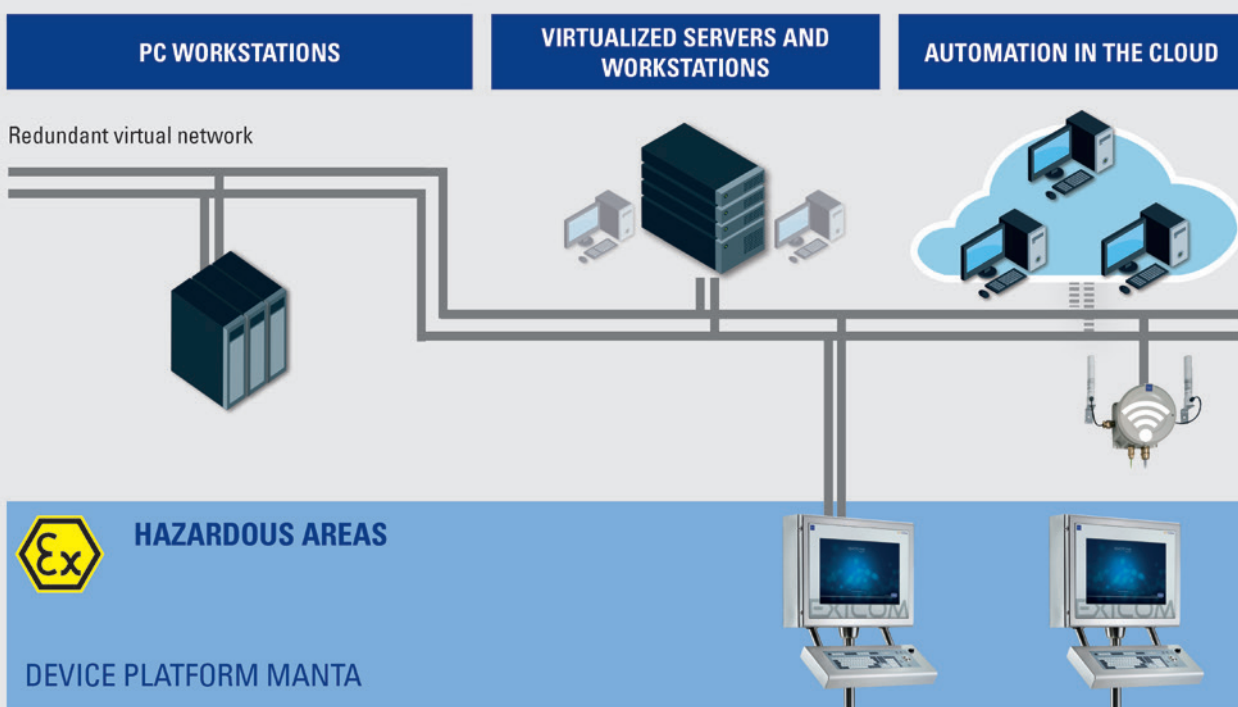 PC WORKSTATIONS
VIRTUALIZED SERVERS AND
WORKSTATIONS
AUTOMATION IN THE CLOUD
Redundant virtual network
Ex
HAZARDOUS AREAS
EXICOM
EXICOM
DEVICE PLATFORM MANTA